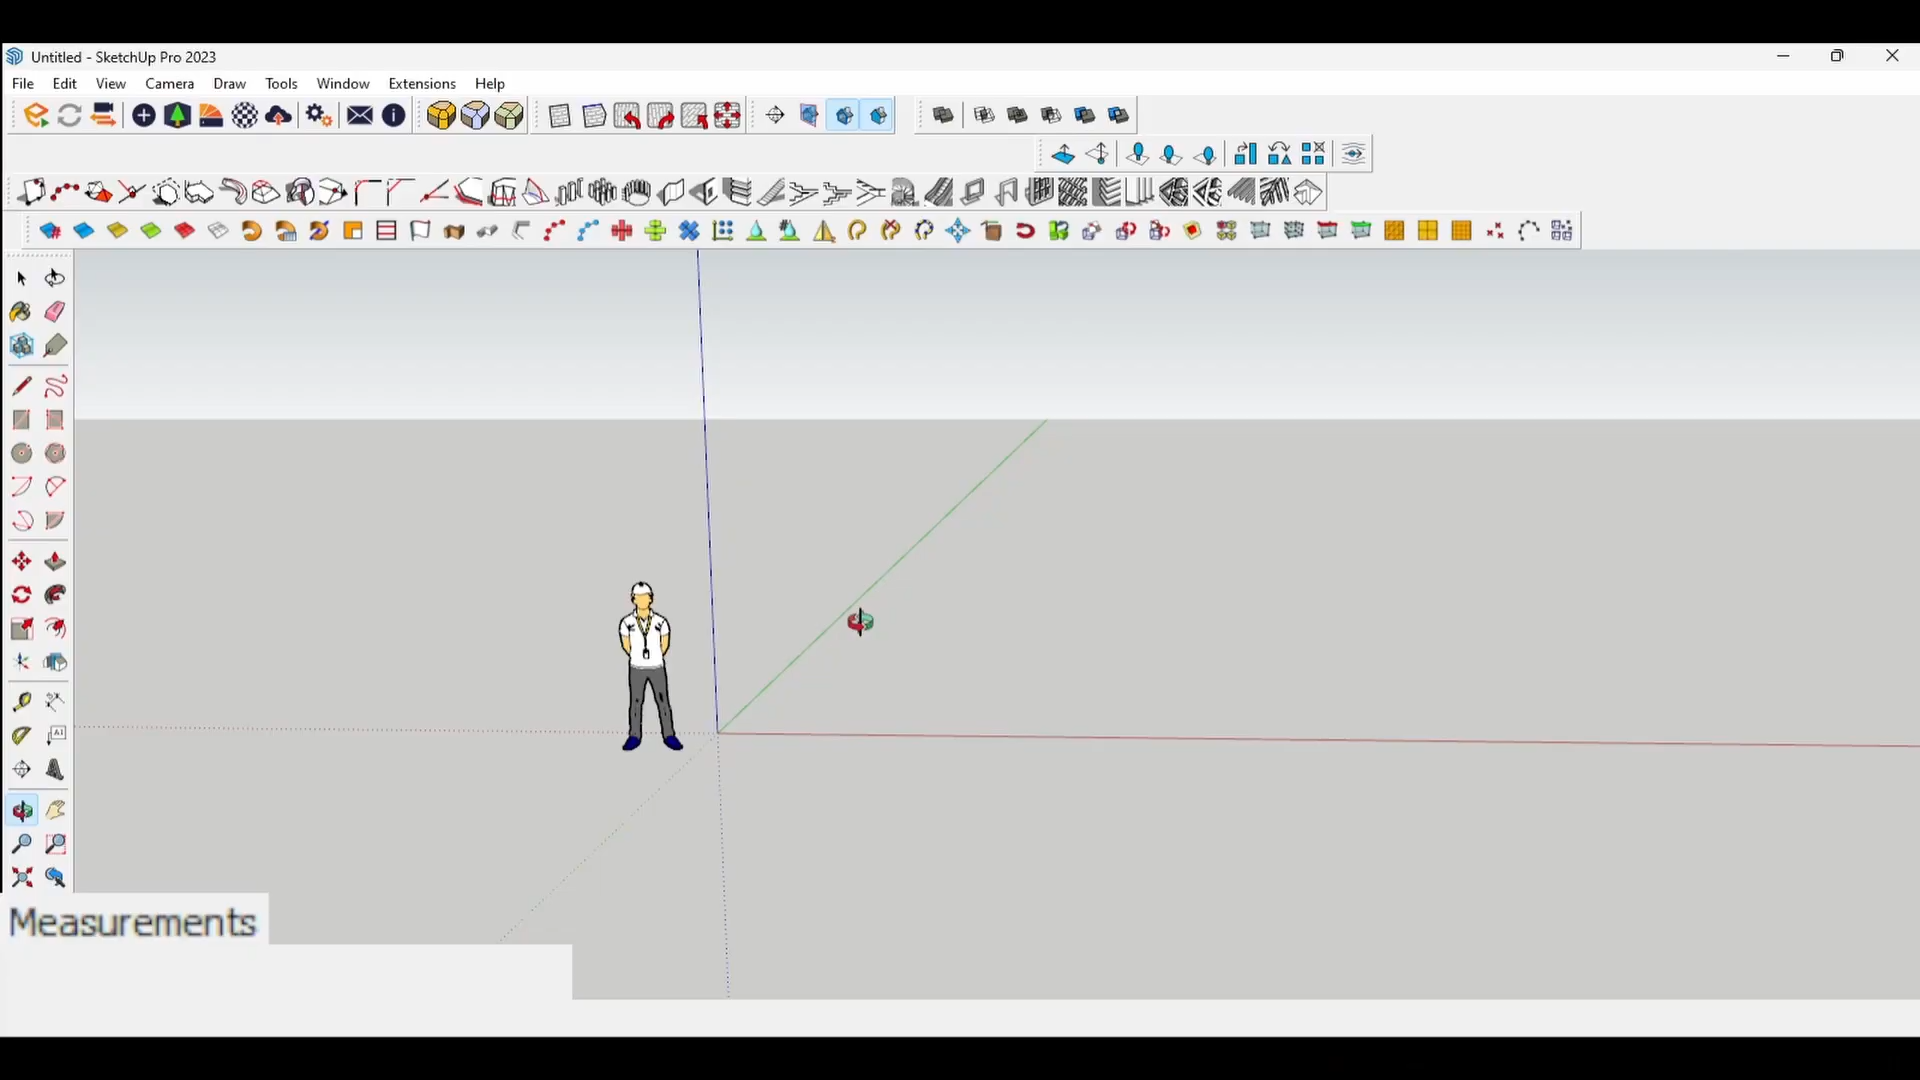 Untitled - SketchUp Pro 2023
File Edit View Camera Draw Tools Window Extensions Help
Measurements